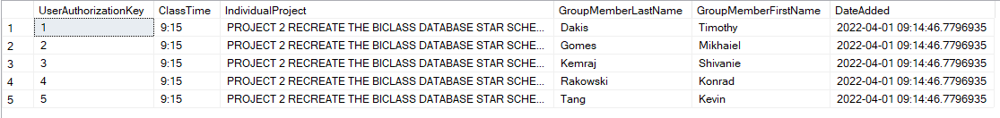 UserAuthorizationKey ClassTime IndividualProject GroupMemberLastName GroupMemberFirstName DateAdded
1 1 9:15 PROJECT 2 RECREATE THE BICLASS DATABASE STAR SCHE... Dakis Timothy 2022-04-01 09:14:46.7796935
2 2 9:15 PROJECT 2 RECREATE THE BICLASS DATABASE STAR SCHE... Gomes Mikhaiel 2022-04-01 09:14:46.7796935
3 3 9:15 PROJECT 2 RECREATE THE BICLASS DATABASE STAR SCHE... Kemraj Shivanie 2022-04-01 09:14:46.7796935
4 4 9:15 PROJECT 2 RECREATE THE BICLASS DATABASE STAR SCHE... Rakowski Konrad 2022-04-01 09:14:46.7796935
5 5 9:15 PROJECT 2 RECREATE THE BICLASS DATABASE STAR SCHE... Tang Kevin 2022-04-01 09:14:46.7796935